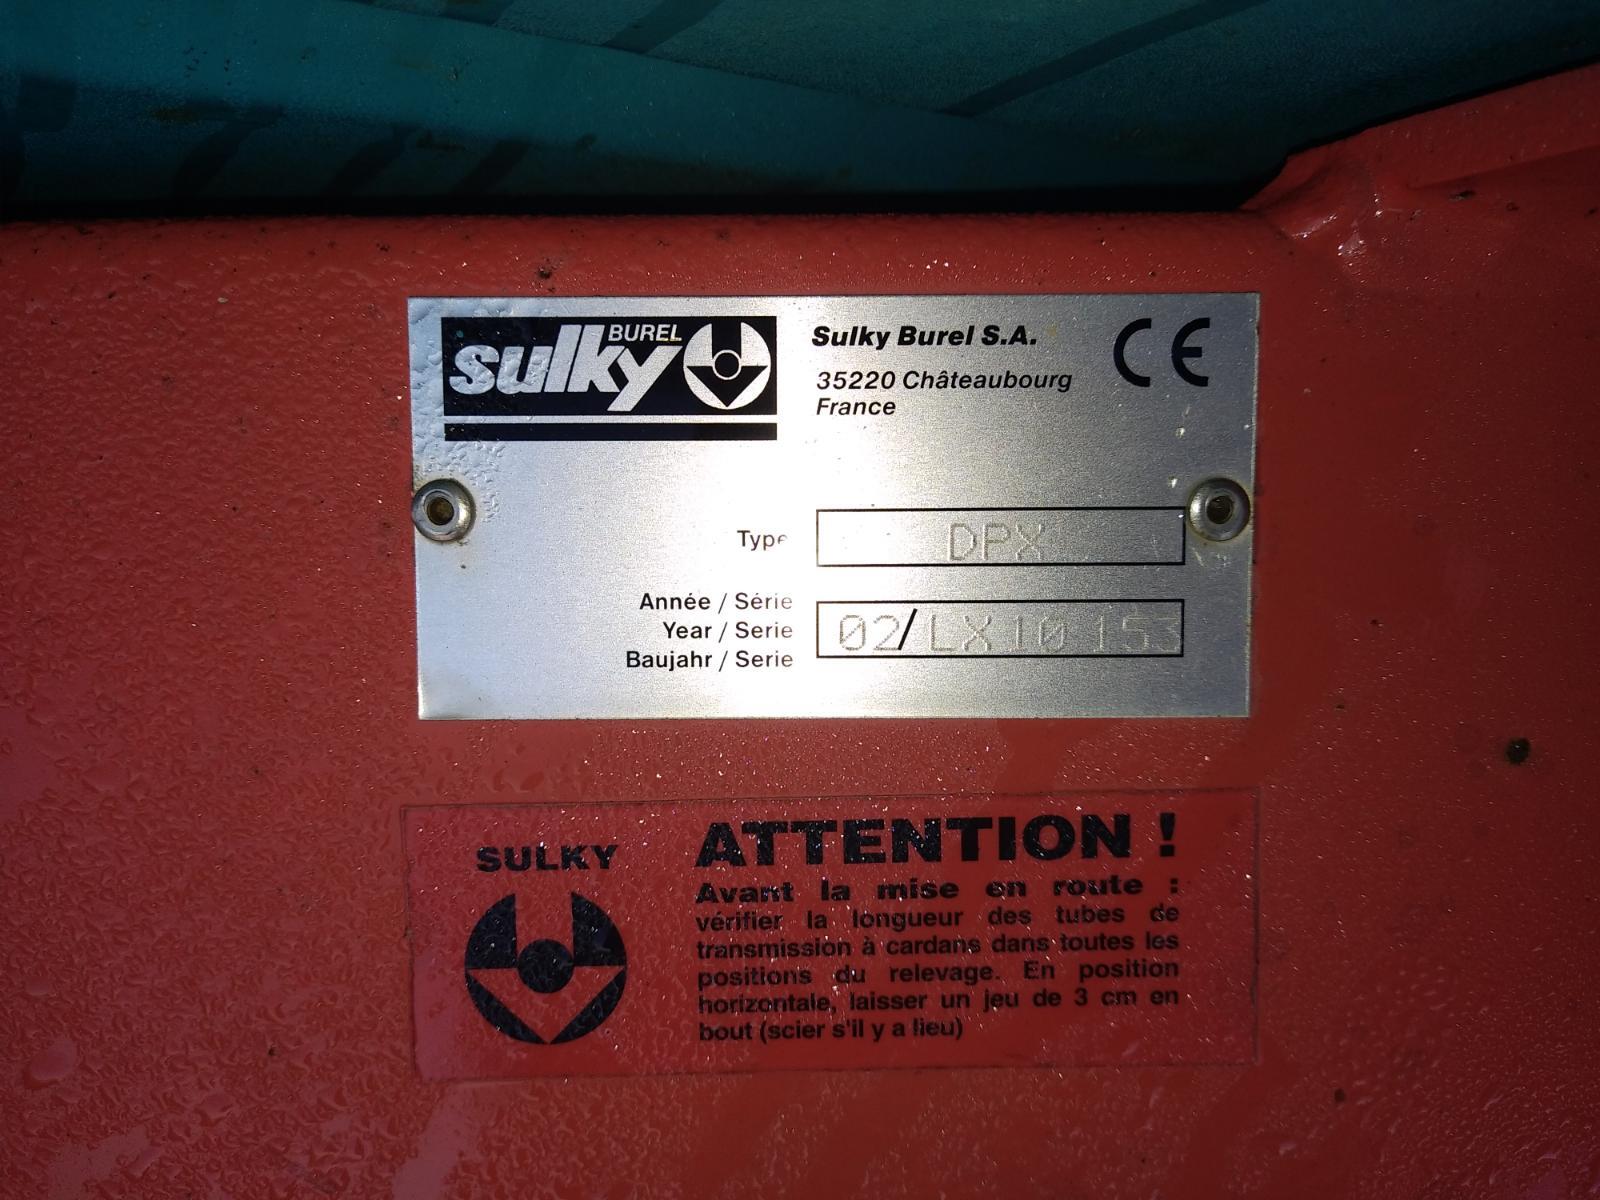 BUREL
sulky
Sulky Burel S.A.
35220 Châteaubourg
France
CE
Type
DPX
Année / Série
Year / Serie
Baujahr / Serie
02/LX10 153
SULKY
ATTENTION !
Avant la mise en route :
vérifier la longueur des tubes de
transmission à cardans dans toutes les
positions du relevage. En position
horizontale, laisser un jeu de 3 cm en
bout (scier s'il y a lieu)